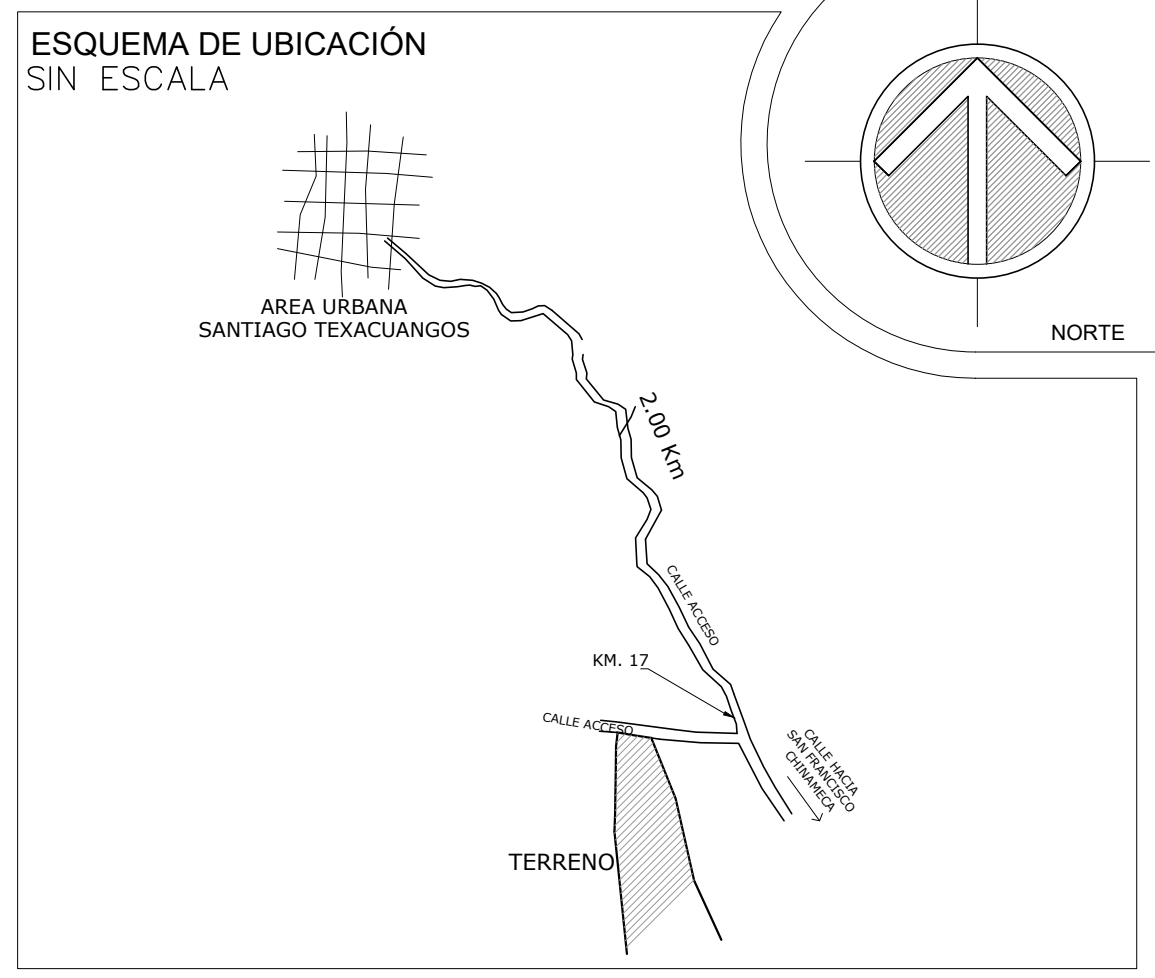 ESQUEMA DE UBICACIÓN
SIN ESCALA
NORTE
AREA URBANA
SANTIAGO TEXACUANGOS
2.00 Km
CALLE ACCESO
KM. 17
CALLE ACCESO
CALLE HACIA
SAN FRANCISCO
CHINAMECA
TERRENO